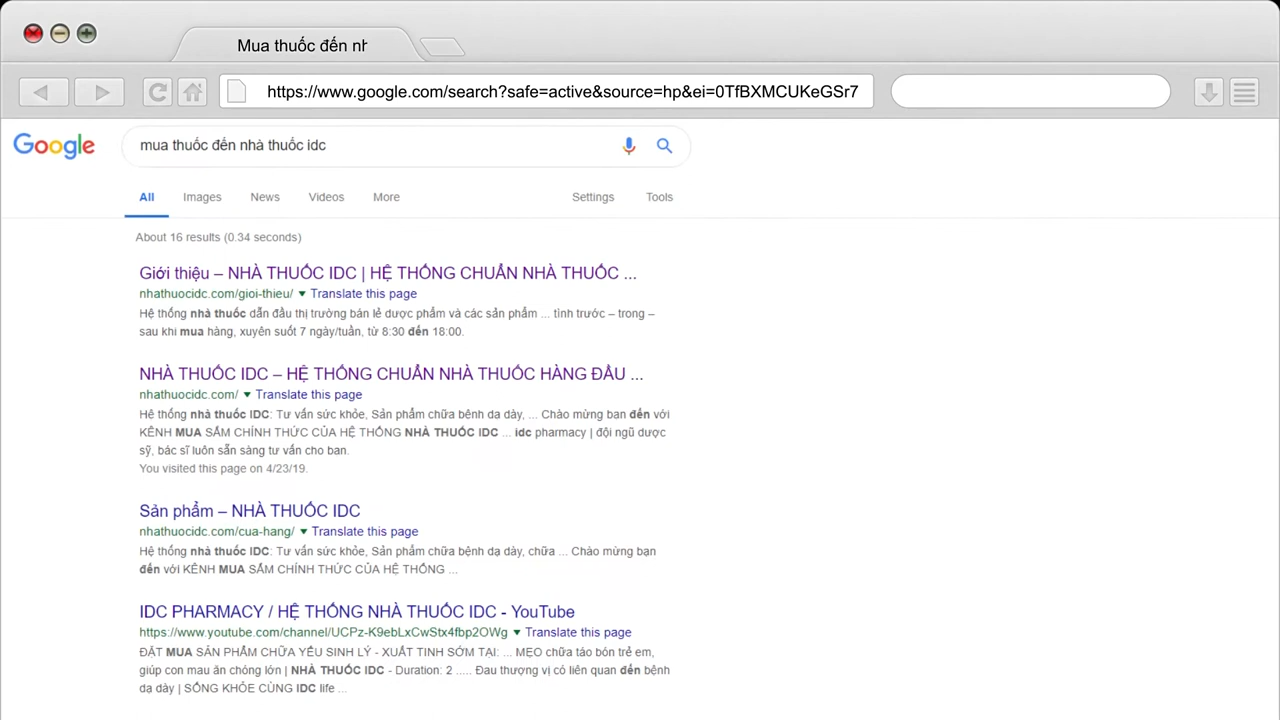 Mua thuốc đến nh
https://www.google.com/search?safe=active&source=hp&ei=0TfBXMCUKeGSr7
Google
mua thuốc đến nhà thuốc idc
All Images News Videos More Settings Tools
About 16 results (0.34 seconds)
Giới thiệu – NHÀ THUỐC IDC | HỆ THỐNG CHUẨN NHÀ THUỐC ...
nhathuocidc.com/gioi-thieu/ Translate this page
Hệ thống nhà thuốc dẫn đầu thị trường bán lẻ dược phẩm và các sản phẩm ... tình trước – trong –
sau khi mua hàng, xuyên suốt 7 ngày/tuần, từ 8:30 đến 18:00.
NHÀ THUỐC IDC – HỆ THỐNG CHUẨN NHÀ THUỐC HÀNG ĐẦU ...
nhathuocidc.com/ Translate this page
Hệ thống nhà thuốc IDC: Tư vấn sức khỏe, Sản phẩm chữa bệnh dạ dày, ... Chào mừng bạn đến với
KÊNH MUA SẮM CHÍNH THỨC CỦA HỆ THỐNG NHÀ THUỐC IDC ... idc pharmacy | đội ngũ dược
sỹ, bác sĩ luôn sẵn sàng tư vấn cho bạn.
You visited this page on 4/23/19.
Sản phẩm – NHÀ THUỐC IDC
nhathuocidc.com/cua-hang/ Translate this page
Hệ thống nhà thuốc IDC: Tư vấn sức khỏe, Sản phẩm chữa bệnh dạ dày, chữa ... Chào mừng bạn
đến với KÊNH MUA SẮM CHÍNH THỨC CỦA HỆ THỐNG ...
IDC PHARMACY / HỆ THỐNG NHÀ THUỐC IDC - YouTube
https://www.youtube.com/channel/UCPz-K9ebLxCwStx4fbp2OWg Translate this page
ĐẶT MUA SẢN PHẨM CHỮA YẾU SINH LÝ - XUẤT TINH SỚM TẠI: ... MẸO chữa táo bón trẻ em,
giúp con mau ăn chóng lớn | NHÀ THUỐC IDC - Duration: 2 ..... Đau thượng vị có liên quan đến bệnh
dạ dày | SỐNG KHỎE CÙNG IDC life ...